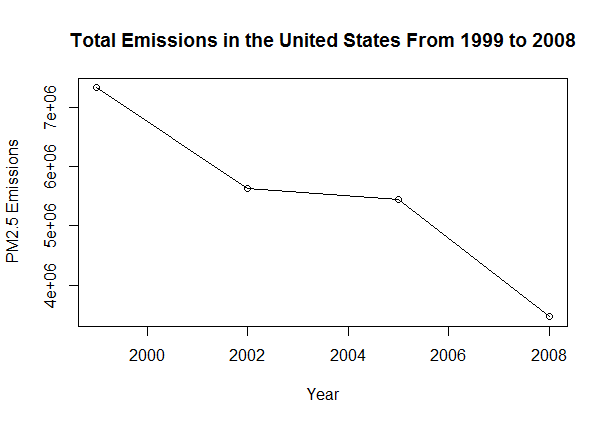 Total Emissions in the United States From 1999 to 2008
PM2.5 Emissions
7e+06
6e+06
5e+06
4e+06
2000 2002 2004 2006 2008
Year